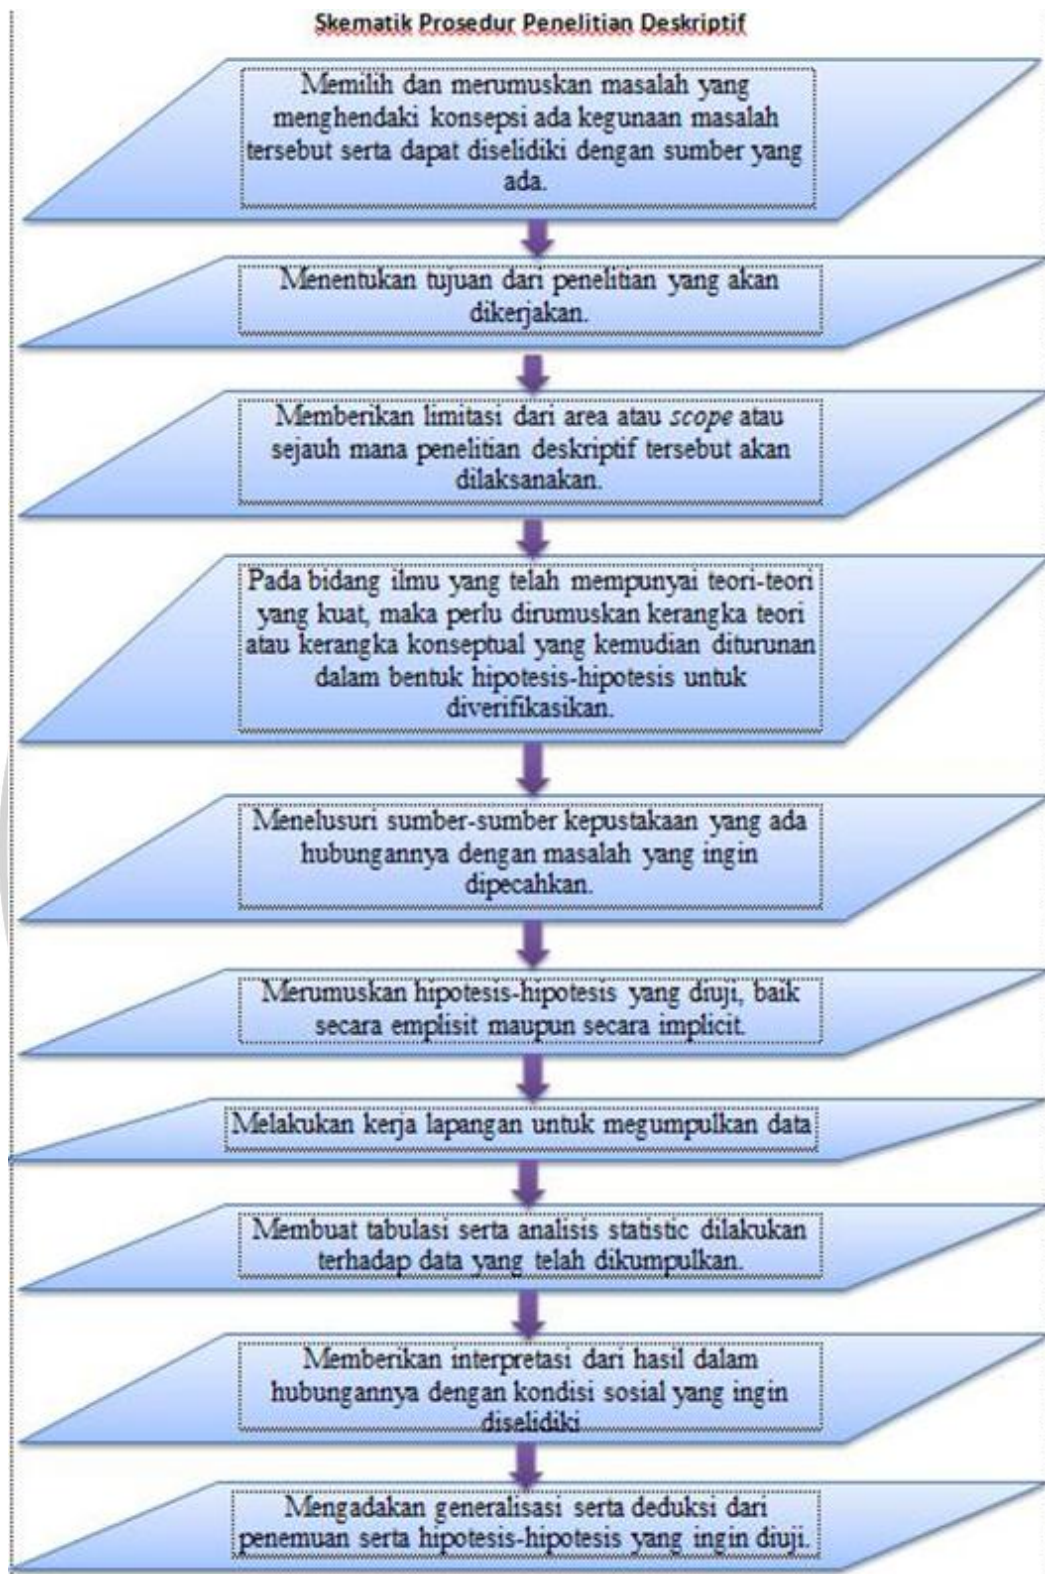 Skematik Prosedur Penelitian Deskriptif
Memilih dan merumuskan masalah yang
menghendaki konsepsi ada kegunaan masalah
tersebut serta dapat diselidiki dengan sumber yang
ada.
Menentukan tujuan dari penelitian yang akan
dikerjakan.
Memberikan limitasi dari area atau scope atau
sejauh mana penelitian deskriptif tersebut akan
dilaksanakan.
Pada bidang ilmu yang telah mempunyai teori-teori
yang kuat, maka perlu dirumuskan kerangka teori
atau kerangka konseptual yang kemudian diturunan
dalam bentuk hipotesis-hipotesis untuk
diverifikasikan.
Menelusuri sumber-sumber kepustakaan yang ada
hubungannya dengan masalah yang ingin
dipecahkan.
Merumuskan hipotesis-hipotesis yang diuji, baik
secara emplisit maupun secara implicit.
Melakukan kerja lapangan untuk megumpulkan data
Membuat tabulasi serta analisis statistic dilakukan
terhadap data yang telah dikumpulkan.
Memberikan interpretasi dari hasil dalam
hubungannya dengan kondisi sosial yang ingin
diselidiki
Mengadakan generalisasi serta deduksi dari
penemuan serta hipotesis-hipotesis yang ingin diuji.